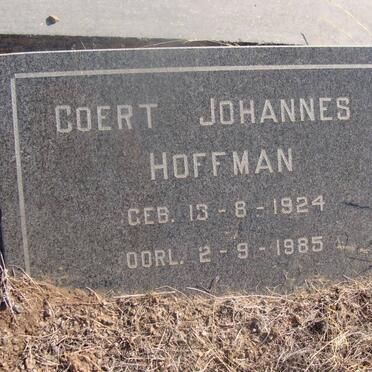 COERT JOHANNES
HOFFMAN
GEB. 13-8-1924
OORL. 2-9-1985